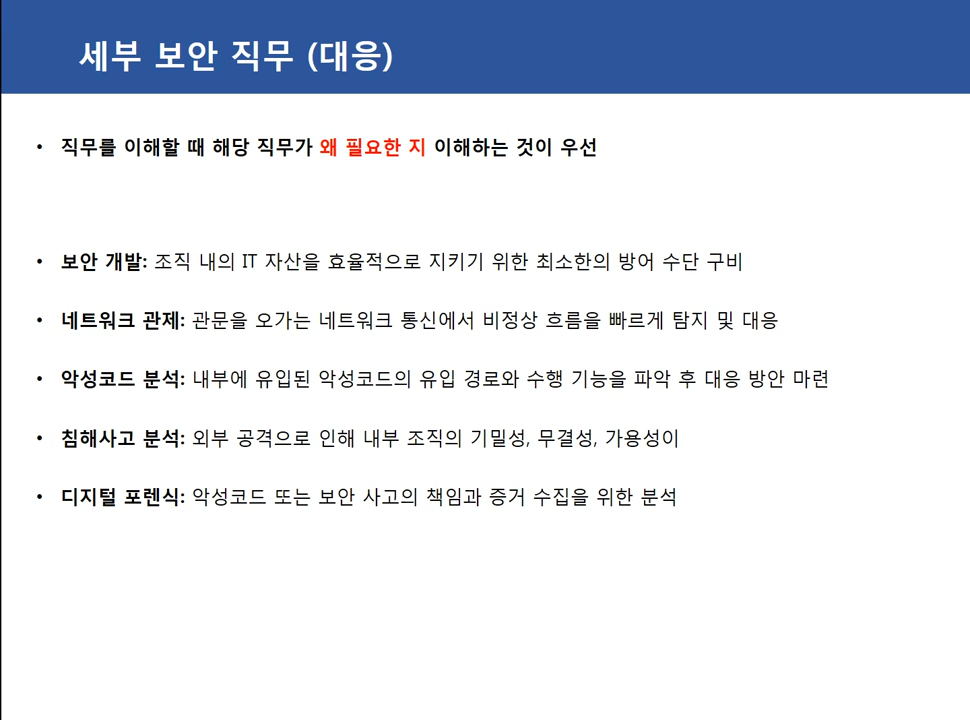 세부 보안 직무 (대응)
• 직무를 이해할 때 해당 직무가 왜 필요한 지 이해하는 것이 우선
• 보안 개발: 조직 내의 IT 자산을 효율적으로 지키기 위한 최소한의 방어 수단 구비
• 네트워크 관제: 관문을 오가는 네트워크 통신에서 비정상 흐름을 빠르게 탐지 및 대응
• 악성코드 분석: 내부에 유입된 악성코드의 유입 경로와 수행 기능을 파악 후 대응 방안 마련
• 침해사고 분석: 외부 공격으로 인해 내부 조직의 기밀성, 무결성, 가용성이
• 디지털 포렌식: 악성코드 또는 보안 사고의 책임과 증거 수집을 위한 분석